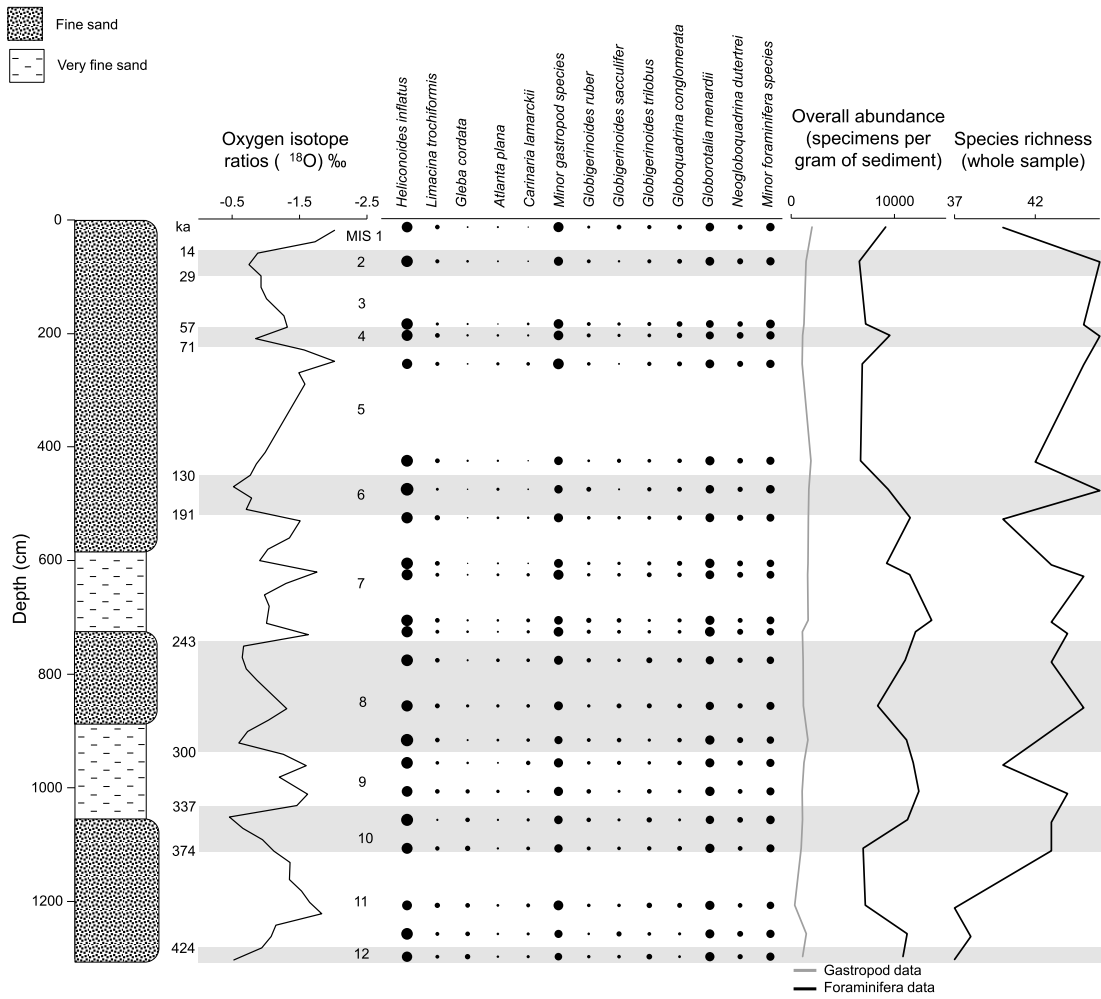 Fine sand
Very fine sand
Oxygen isotope
ratios ( 18O) ‰
Heliconoides inflatus
Limacina trochiformis
Gleba cordata
Atlanta plana
Carinaria lamarckii
Minor gastropod species
Globigerinoides ruber
Globigerinoides sacculifer
Globigerinoides trilobus
Globoquadrina conglomerata
Globorotalia menardii
Neogloboquadrina dutertrei
Minor foraminifera species
Overall abundance
(specimens per
gram of sediment)
Species richness
(whole sample)
-0.5 -1.5 -2.5
0 10000 37 42
Depth (cm)
0
200
400
600
800
1000
1200
ka
14
29
57
71
130
191
243
300
337
374
424
MIS 1
2
3
4
5
6
7
8
9
10
11
12
Gastropod data
Foraminifera data